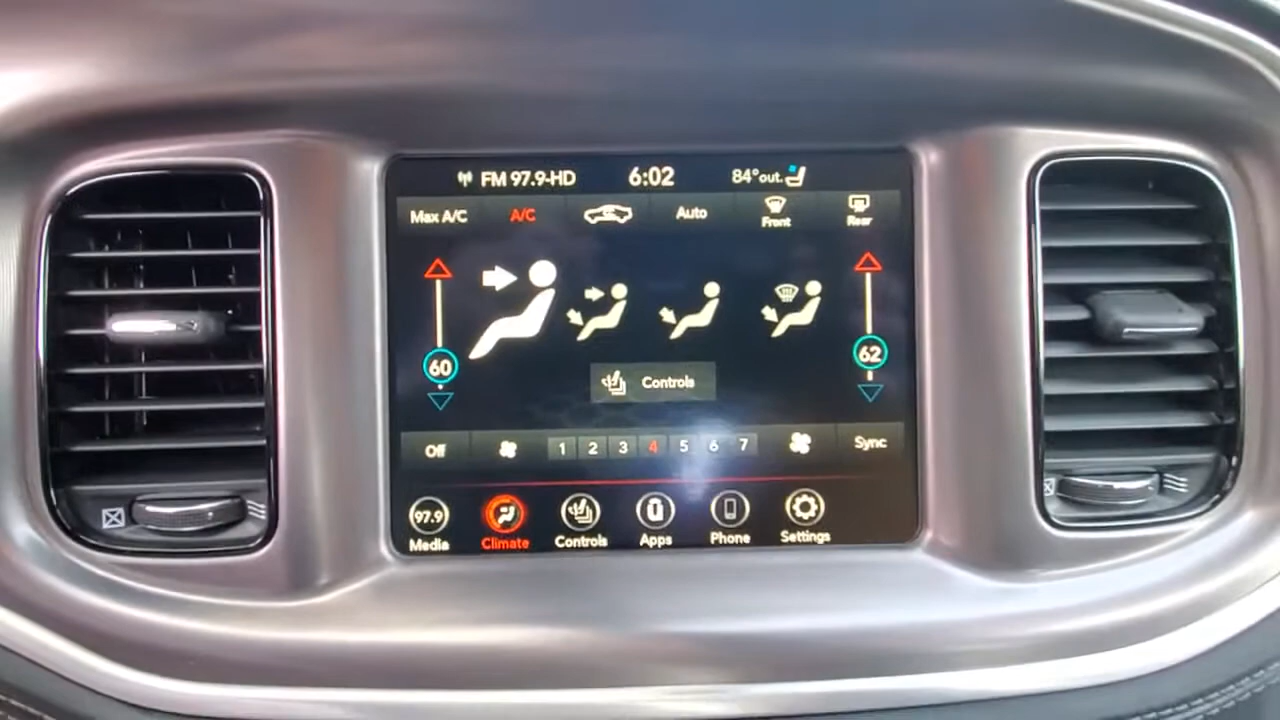 FM 97.9-HD 6:02 84°out.
Max A/C A/C Auto Front Rear
60 62
Controls
Off 1 2 3 4 5 6 7 Sync
97.9
Media Climate Controls Apps Phone Settings